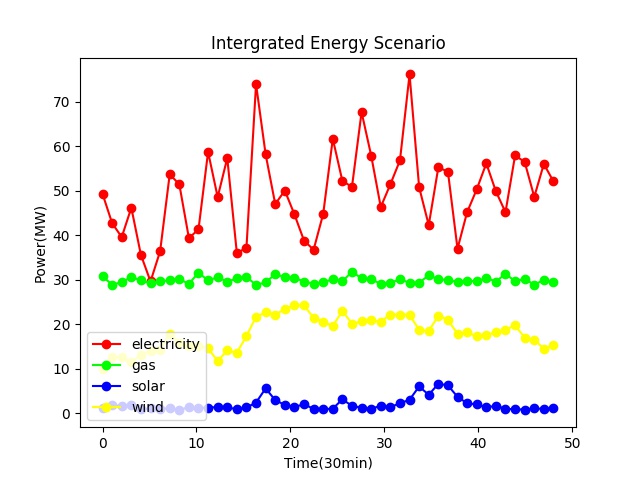 Intergrated Energy Scenario
Power(MW)
70
60
50
40
30
20
10
0
electricity
gas
solar
wind
0 10 20 30 40 50
Time(30min)